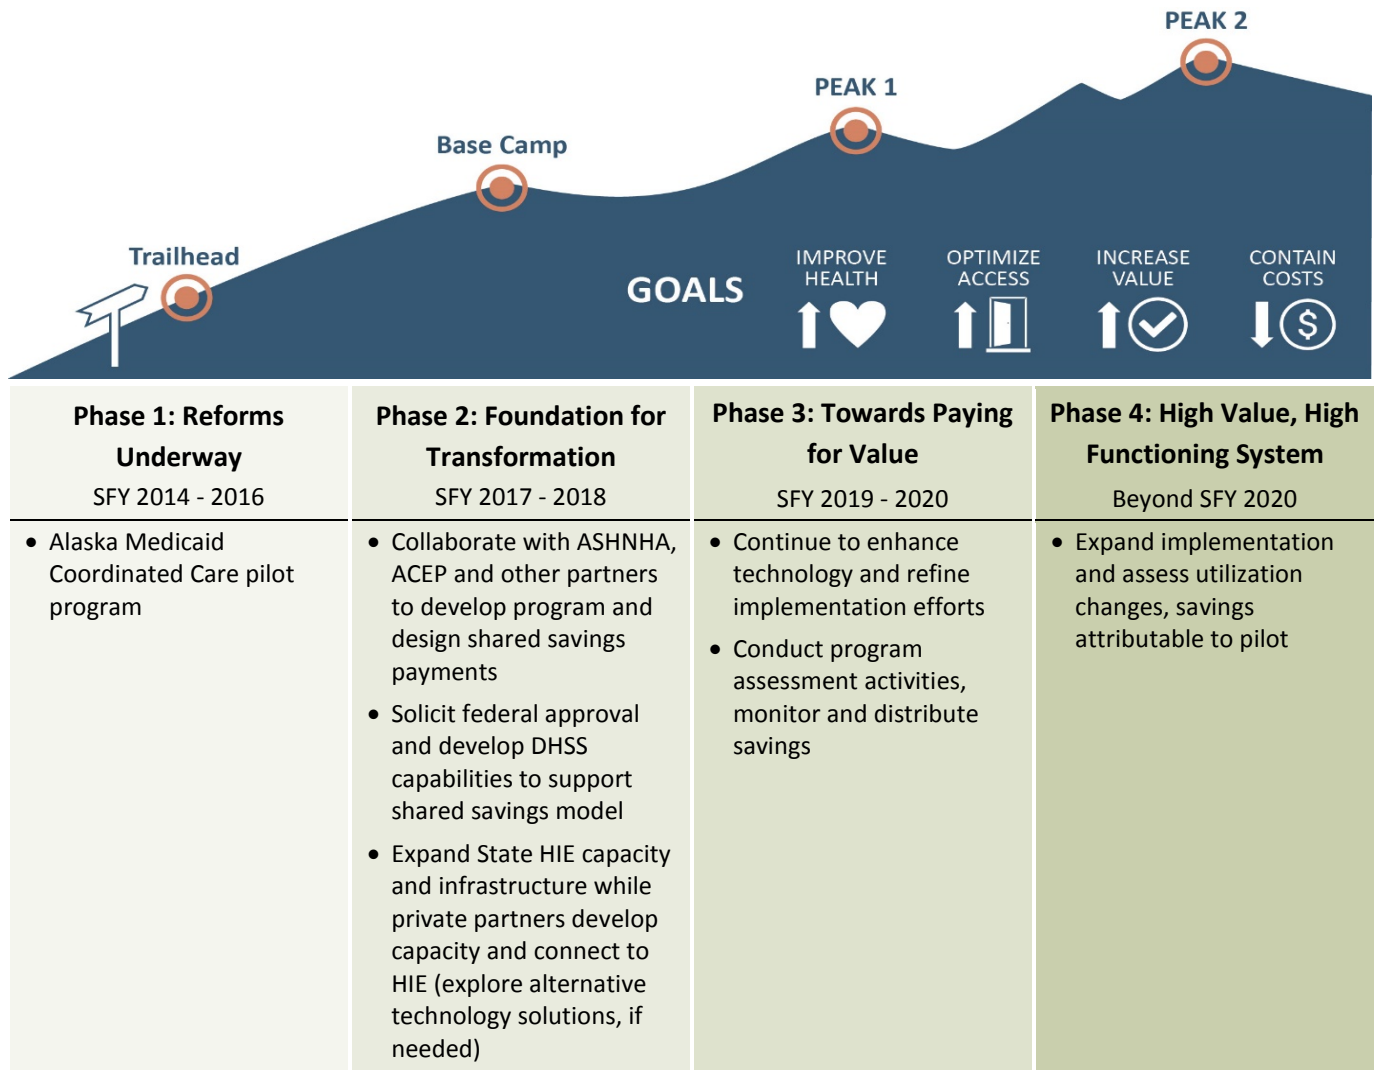 PEAK 2
PEAK 1
Base Camp
Trailhead
GOALS
IMPROVE
HEALTH
OPTIMIZE
ACCESS
INCREASE
VALUE
CONTAIN
COSTS
$
Phase 1: Reforms
Underway
SFY 2014 - 2016
• Alaska Medicaid
Coordinated Care pilot
program
Phase 2: Foundation for
Transformation
SFY 2017 - 2018
• Collaborate with ASHNHA,
ACEP and other partners
to develop program and
design shared savings
payments
• Solicit federal approval
and develop DHSS
capabilities to support
shared savings model
• Expand State HIE capacity
and infrastructure while
private partners develop
capacity and connect to
HIE (explore alternative
technology solutions, if
needed)
Phase 3: Towards Paying
for Value
SFY 2019 - 2020
• Continue to enhance
technology and refine
implementation efforts
• Conduct program
assessment activities,
monitor and distribute
savings
Phase 4: High Value, High
Functioning System
Beyond SFY 2020
• Expand implementation
and assess utilization
changes, savings
attributable to pilot